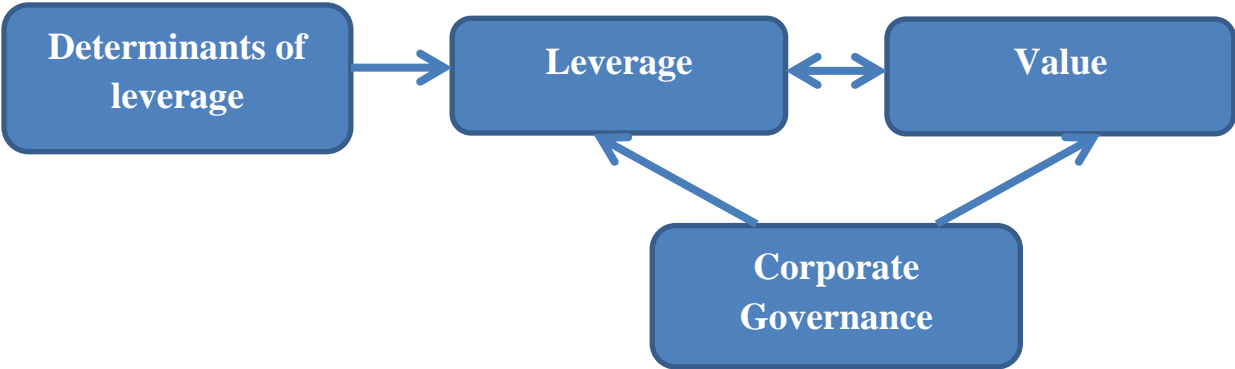 Determinants of
leverage
Leverage
Value
Corporate
Governance